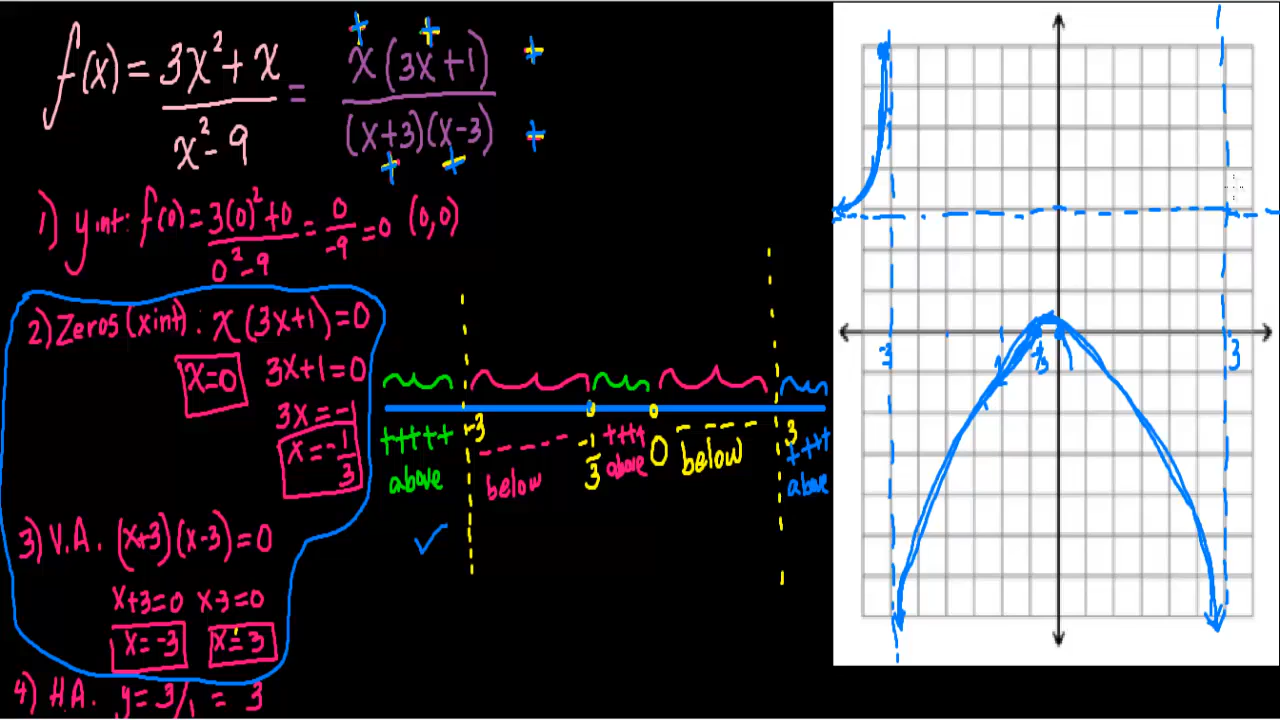 f(x) = 3x²+x / x²-9 = x(3x+1) / (x+3)(x-3)
+ + +
+ + +
1) y int: f(0) = 3(0)²+0 / 0²-9 = 0/-9 = 0 (0,0)
2) Zeros (x int): x(3x+1)=0
x=0 3x+1=0
3x=-1
x=-1/3
3) V.A. (x+3)(x-3)=0
x+3=0 x-3=0
x=-3 x=3
4) H.A. y=3/1 = 3
-3 -1/3 0 3
+++++ ------ +++ ------ ++++
above below above below above
-3 -1 -1/3 3